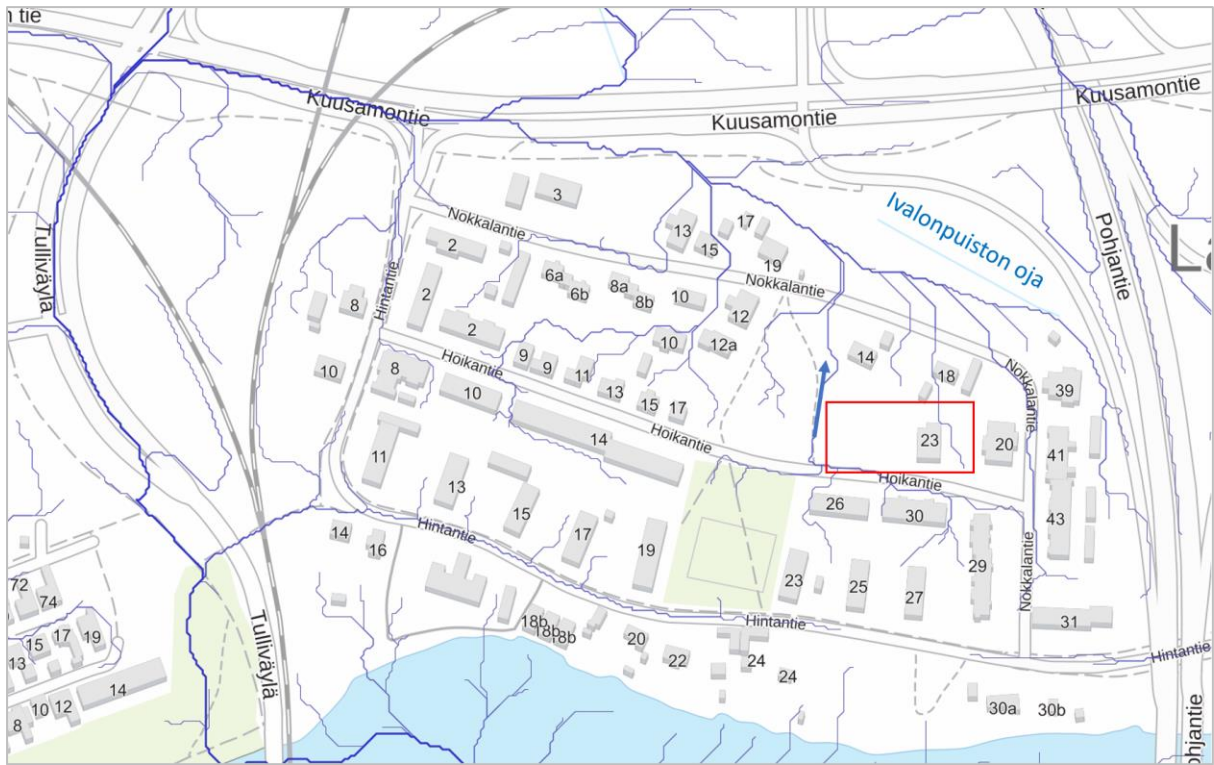 n tie
Kuusamontie
Kuusamontie
Kuusamontie
Ivalonpuiston oja
Pohjantie
La
Tulliväylä
3
Nokkalantie
13
15
17
19
2
Hintantie
2
6a
6b
8a
8b
10
Nokkalantie
12
8
2
10
12a
14
Nokkalantie
18
39
10
8
Hoikantie
9
9
11
13
15
17
10
14
Hoikantie
23
20
41
11
13
15
17
19
Hoikantie
26
30
43
14
16
Hintantie
23
25
27
29
Nokkalantie
72
74
15
17
19
13
18b
18b
18b
20
22
24
24
Hintantie
31
Hintantie
Tulliväylä
14
12
10
8
30a
30b
ohjantie